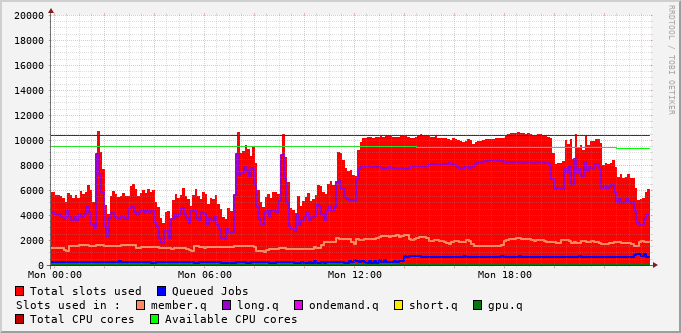 20000
18000
16000
14000
12000
10000
8000
6000
4000
2000
0
Mon 00:00 Mon 06:00 Mon 12:00 Mon 18:00
RRDTOOL / TOBI OETIKER
Total slots used Queued Jobs
Slots used in : member.q long.q ondemand.q short.q gpu.q
Total CPU cores Available CPU cores